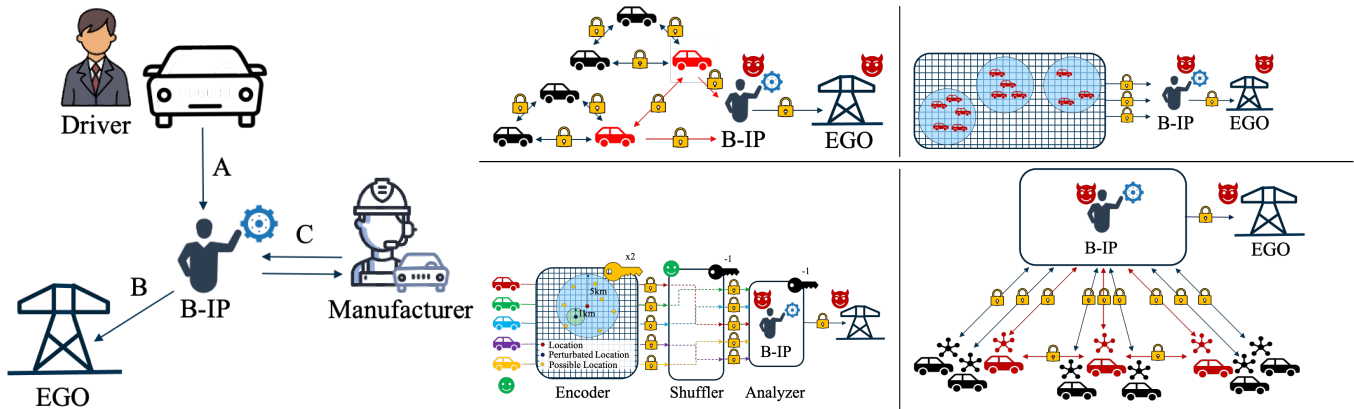 Driver
A
C
B
B-IP
Manufacturer
EGO
B-IP
EGO
B-IP
EGO
x2
-1
-1
5km
1km
Location
Perturbated Location
Possible Location
B-IP
EGO
Encoder
Shuffler
Analyzer
B-IP
EGO